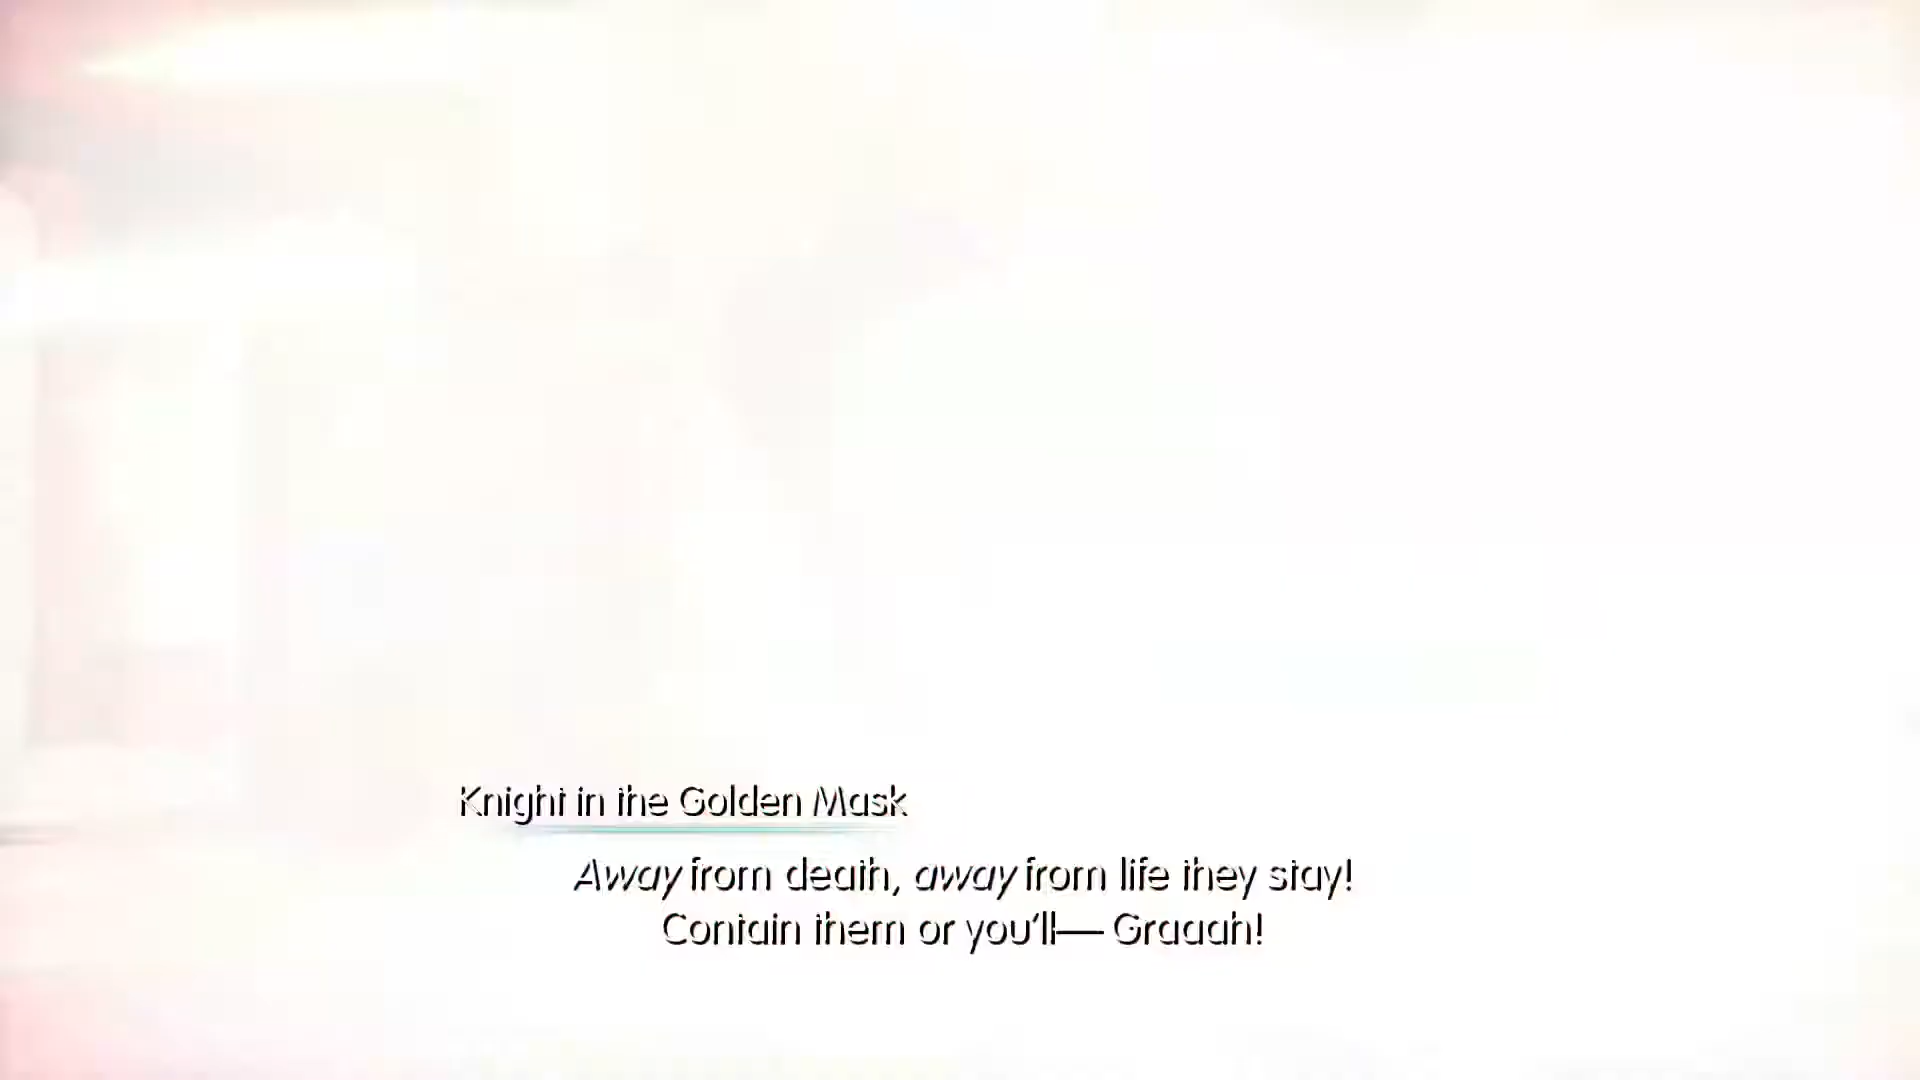 Knight in the Golden Mask
Away from death, away from life they stay!
Contain them or you'll— Graaah!